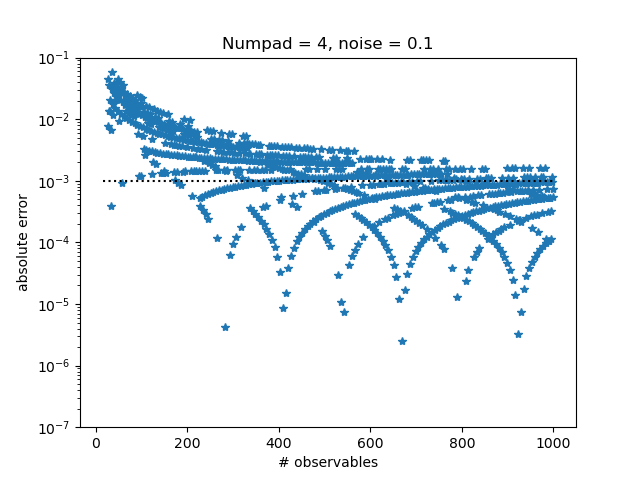 Numpad = 4, noise = 0.1
absolute error
10⁻¹
10⁻²
10⁻³
10⁻⁴
10⁻⁵
10⁻⁶
10⁻⁷
0 200 400 600 800 1000
# observables